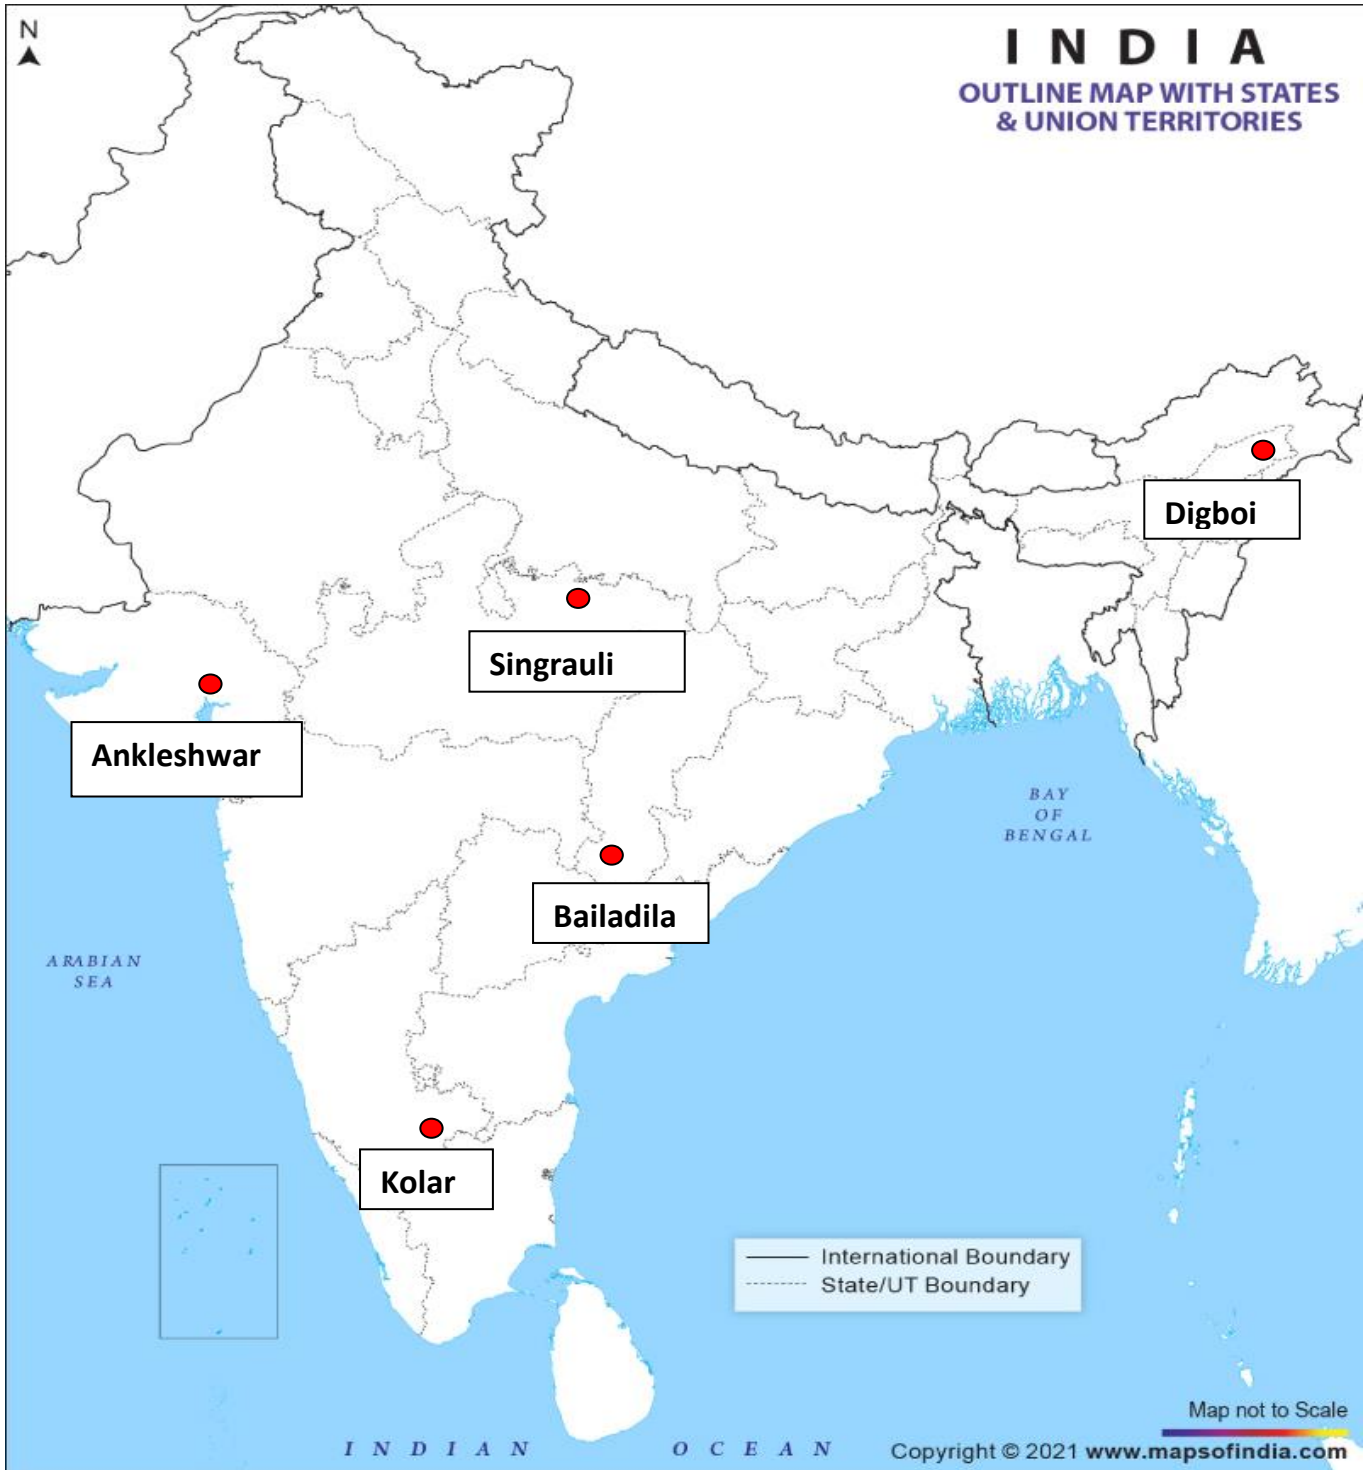 N
INDIA
OUTLINE MAP WITH STATES
& UNION TERRITORIES
Digboi
Singrauli
Ankleshwar
BAY
OF
BENGAL
Bailadila
ARABIAN
SEA
Kolar
International Boundary
State/UT Boundary
Map not to Scale
INDIAN OCEAN
Copyright © 2021 www.mapsofindia.com